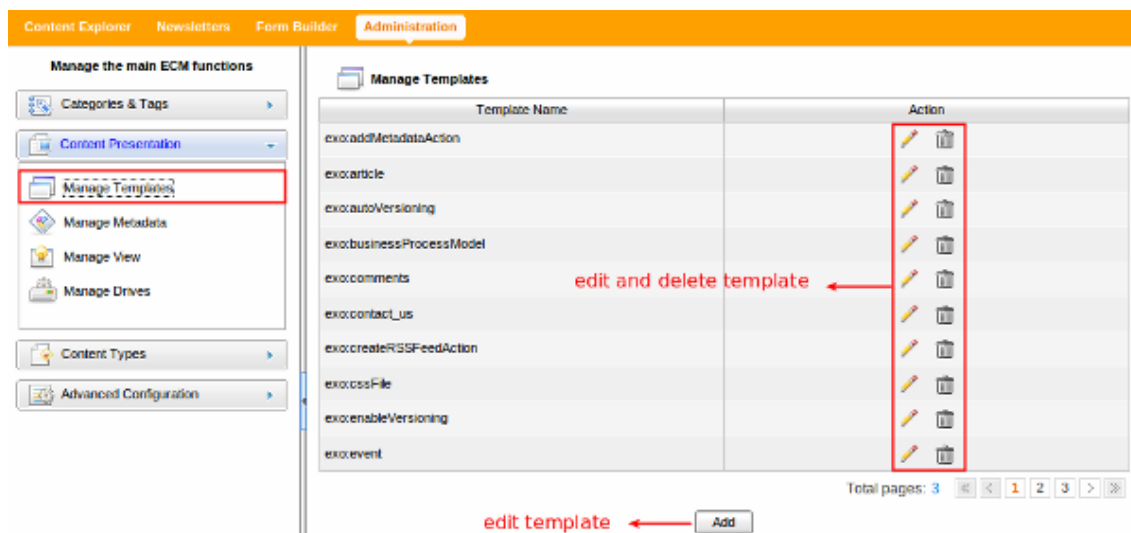 Content Explorer Newsletters Form Builder Administration
Manage the main ECM functions
Categories & Tags
Content Presentation
Manage Templates
Manage Metadata
Manage View
Manage Drives
Content Types
Advanced Configuration
Manage Templates
Template Name Action
exo:addMetadataAction
exo:article
exo:autoVersioning
exo:businessProcessModel
exo:comments
edit and delete template
exo:contact_us
exo:createRSSFeedAction
exo:cssFile
exo:enableVersioning
exo:event
Total pages: 3 1 2 3
edit template Add